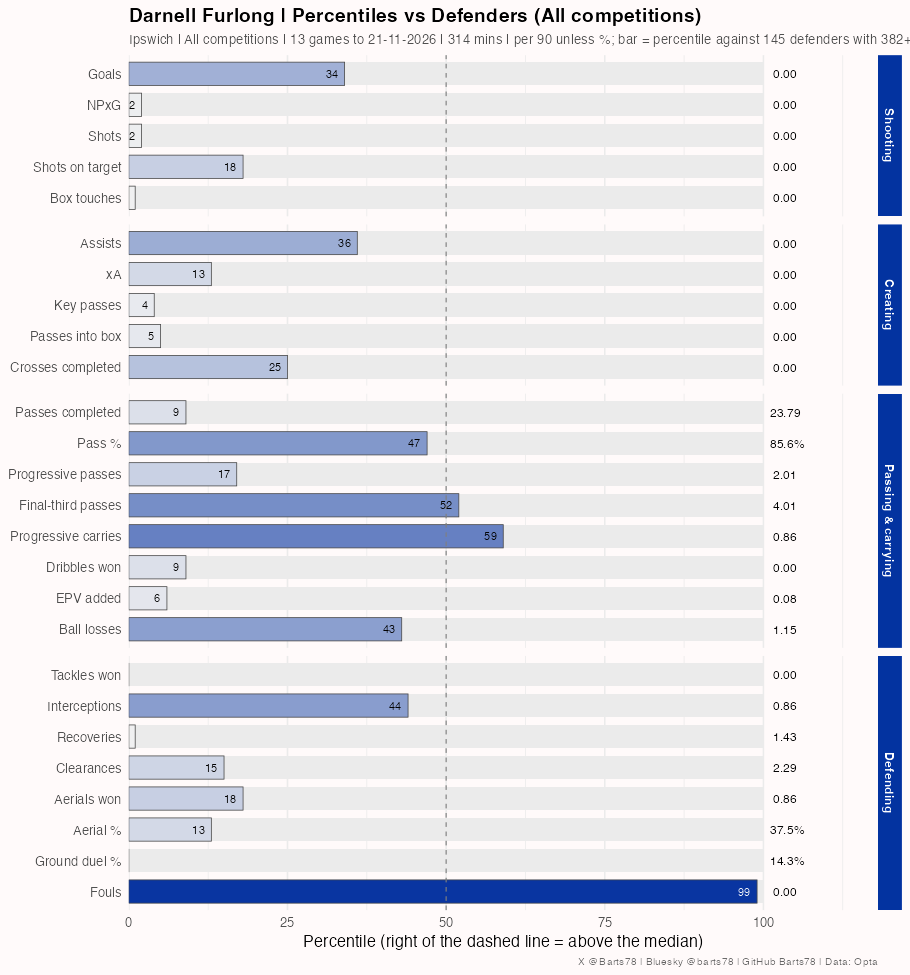 Darnell Furlong | Percentiles vs Defenders (All competitions)
Ipswich | All competitions | 13 games to 21-11-2026 | 314 mins | per 90 unless %; bar = percentile against 145 defenders with 382+
Goals 34 0.00
NPxG 2 0.00
Shots 2 0.00
Shots on target 18 0.00
Box touches 0.00
Shooting
Assists 36 0.00
xA 13 0.00
Key passes 4 0.00
Passes into box 5 0.00
Crosses completed 25 0.00
Creating
Passes completed 9 23.79
Pass % 47 85.6%
Progressive passes 17 2.01
Final-third passes 52 4.01
Progressive carries 59 0.86
Dribbles won 9 0.00
EPV added 6 0.08
Ball losses 43 1.15
Passing & carrying
Tackles won 0.00
Interceptions 44 0.86
Recoveries 1.43
Clearances 15 2.29
Aerials won 18 0.86
Aerial % 13 37.5%
Ground duel % 14.3%
Fouls 99 0.00
Defending
0 25 50 75 100
Percentile (right of the dashed line = above the median)
X @Barts78 | Bluesky @barts78 | GitHub Barts78 | Data: Opta